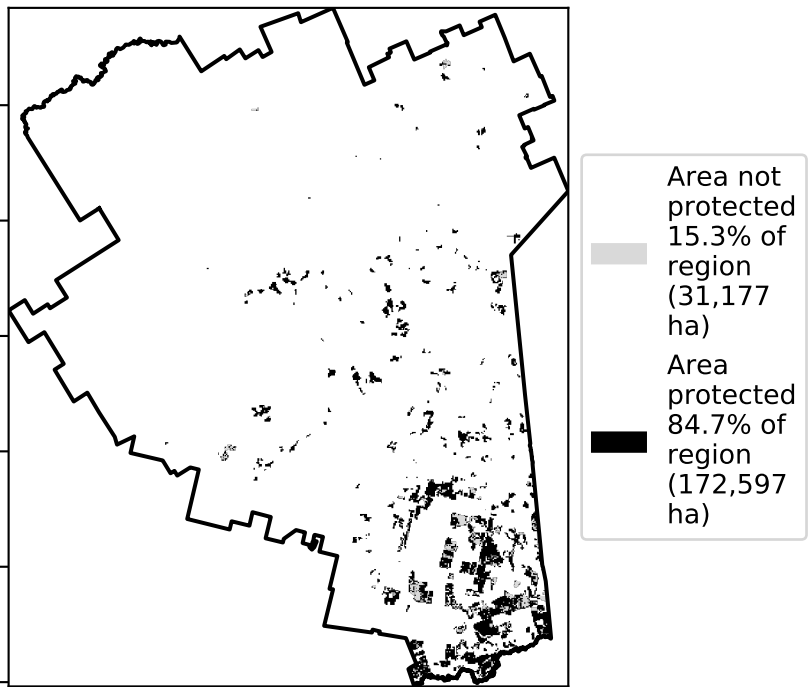 Area not
protected
15.3% of
region
(31,177
ha)
Area
protected
84.7% of
region
(172,597
ha)